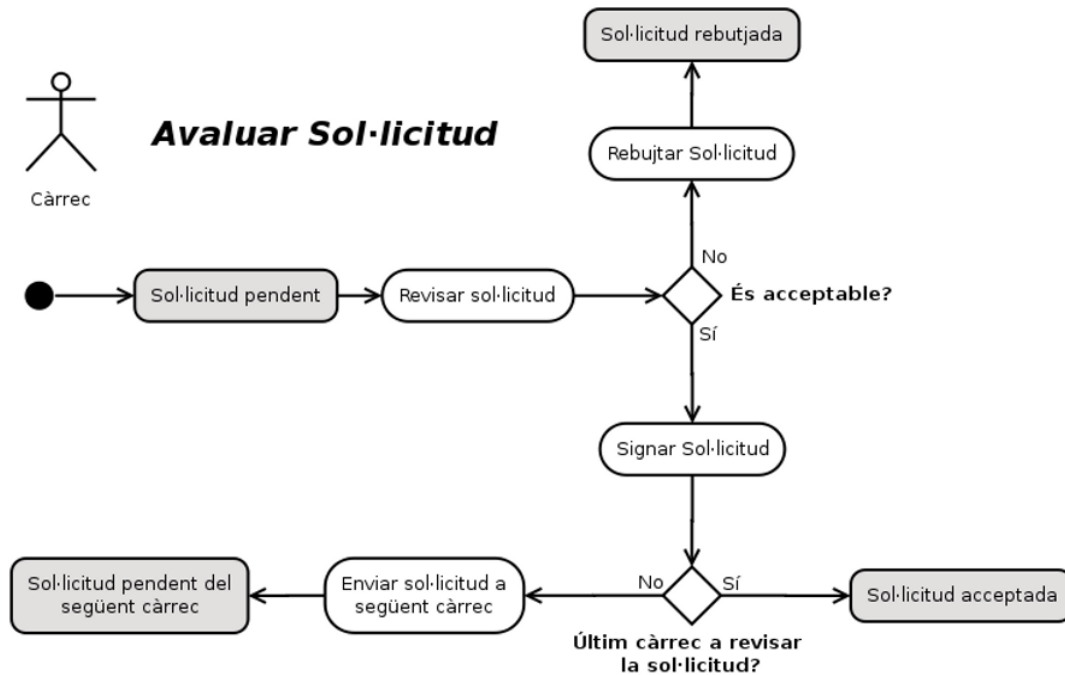 Sol·licitud rebutjada
Avaluar Sol·licitud
Rebujtar Sol·licitud
Càrrec
No
Sol·licitud pendent
Revisar sol·licitud
És acceptable?
Sí
Signar Sol·licitud
Sol·licitud pendent del
següent càrrec
Enviar sol·licitud a
següent càrrec
No
Sí
Sol·licitud acceptada
Últim càrrec a revisar
la sol·licitud?